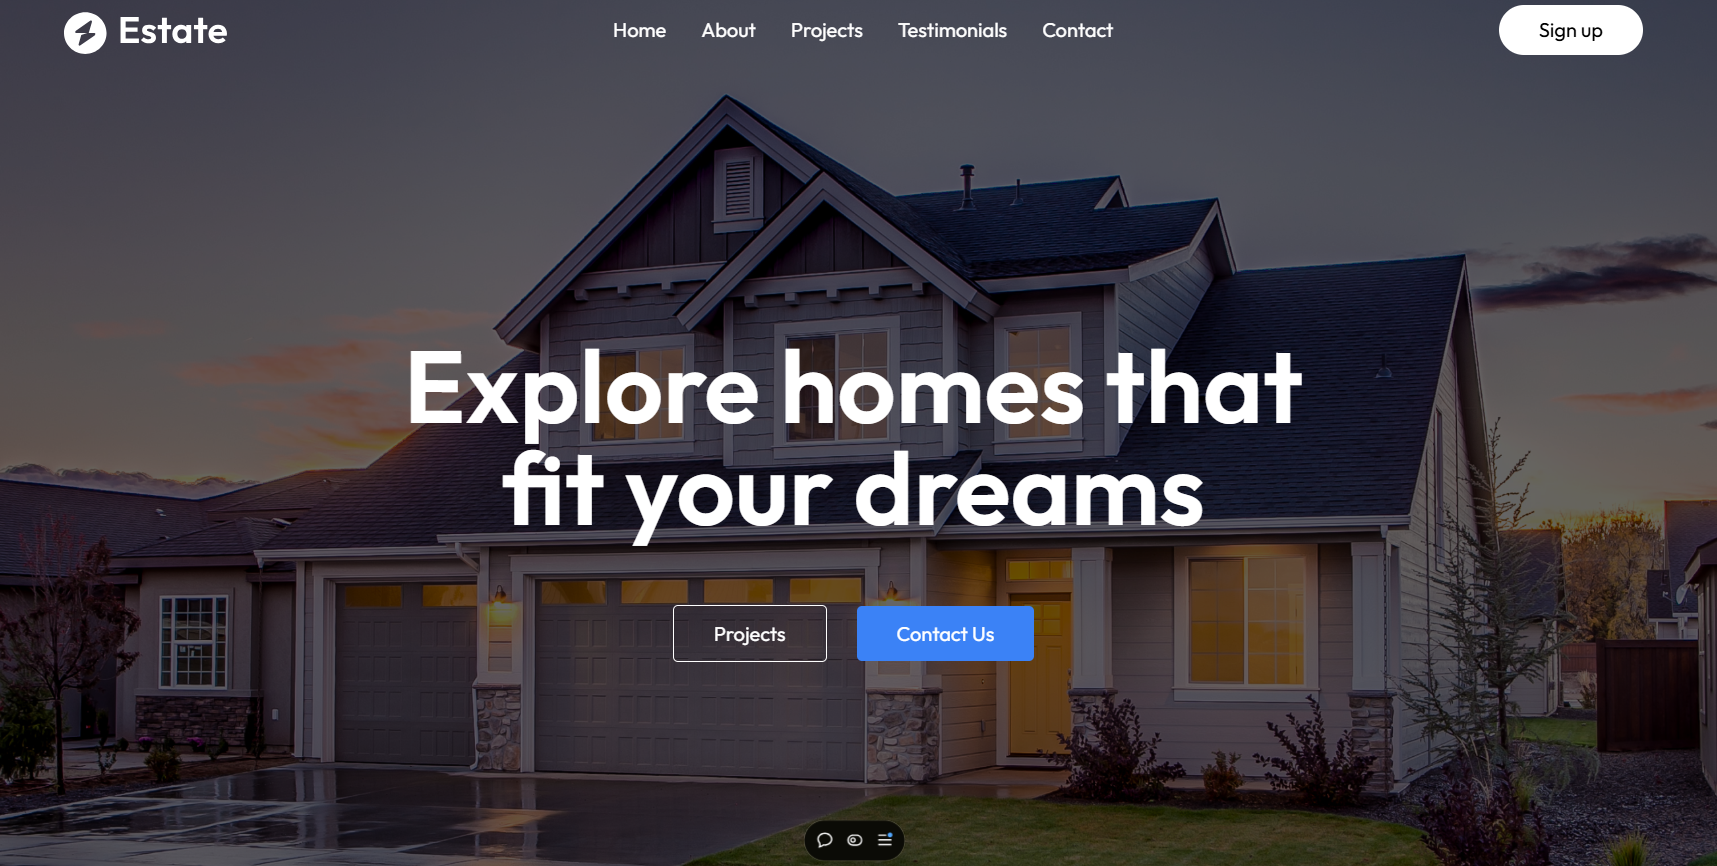 Estate
Home About Projects Testimonials Contact
Sign up
Explore homes that
fit your dreams
Projects
Contact Us